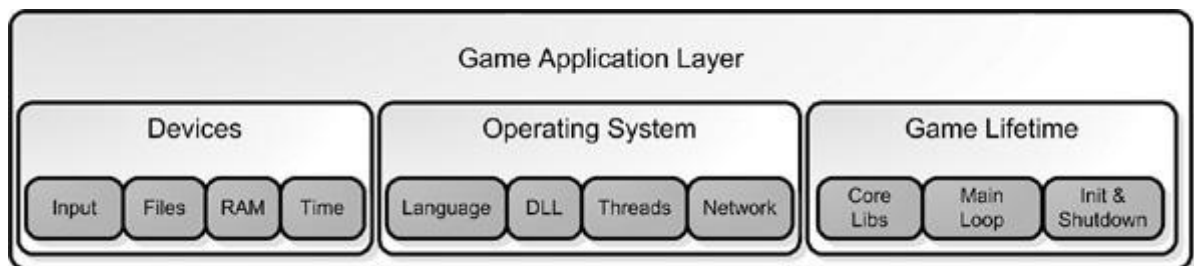 Game Application Layer
Devices
Operating System
Game Lifetime
Input
Files
RAM
Time
Language
DLL
Threads
Network
Core
Libs
Main
Loop
Init &
Shutdown